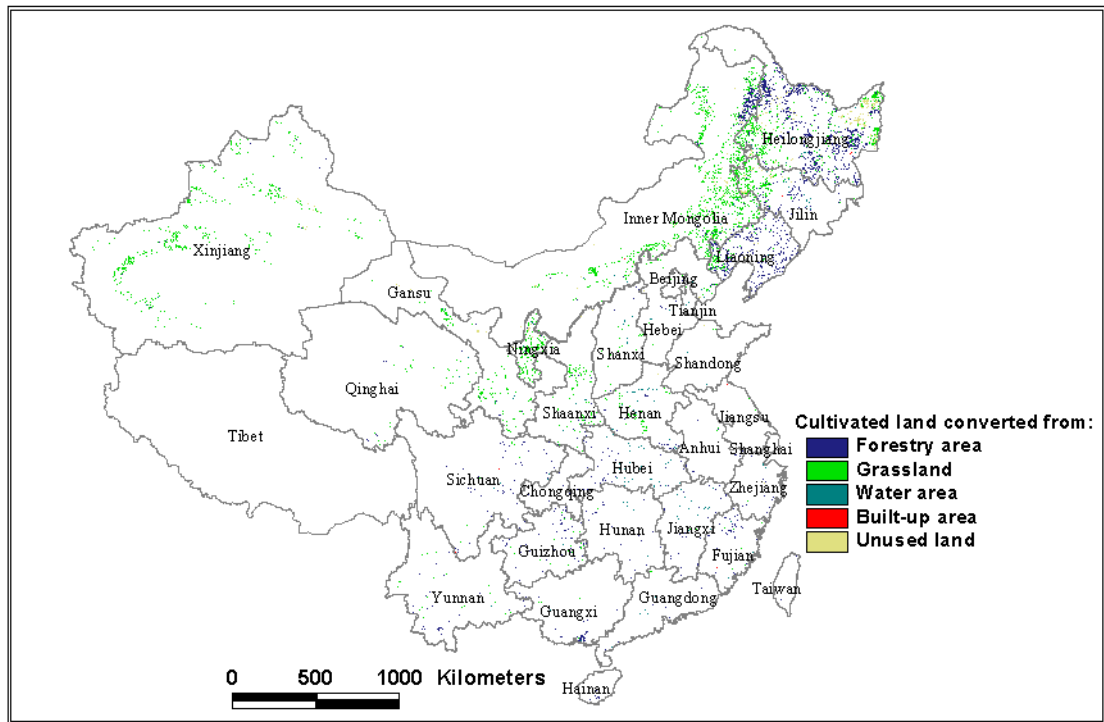 Heilongjiang
Jilin
Inner Mongolia
Liaoning
Xinjiang
Beijing
Gansu
Tianjin
Hebei
Ningxia
Shanxi
Shandong
Qinghai
Shaanxi
Henan
Jiangsu
Tibet
Anhui
Shanghai
Sichuan
Hubei
Chongqing
Zhejiang
Hunan
Jiangxi
Guizhou
Fujian
Yunnan
Guangxi
Guangdong
Taiwan
Hainan
Cultivated land converted from:
Forestry area
Grassland
Water area
Built-up area
Unused land
0 500 1000 Kilometers